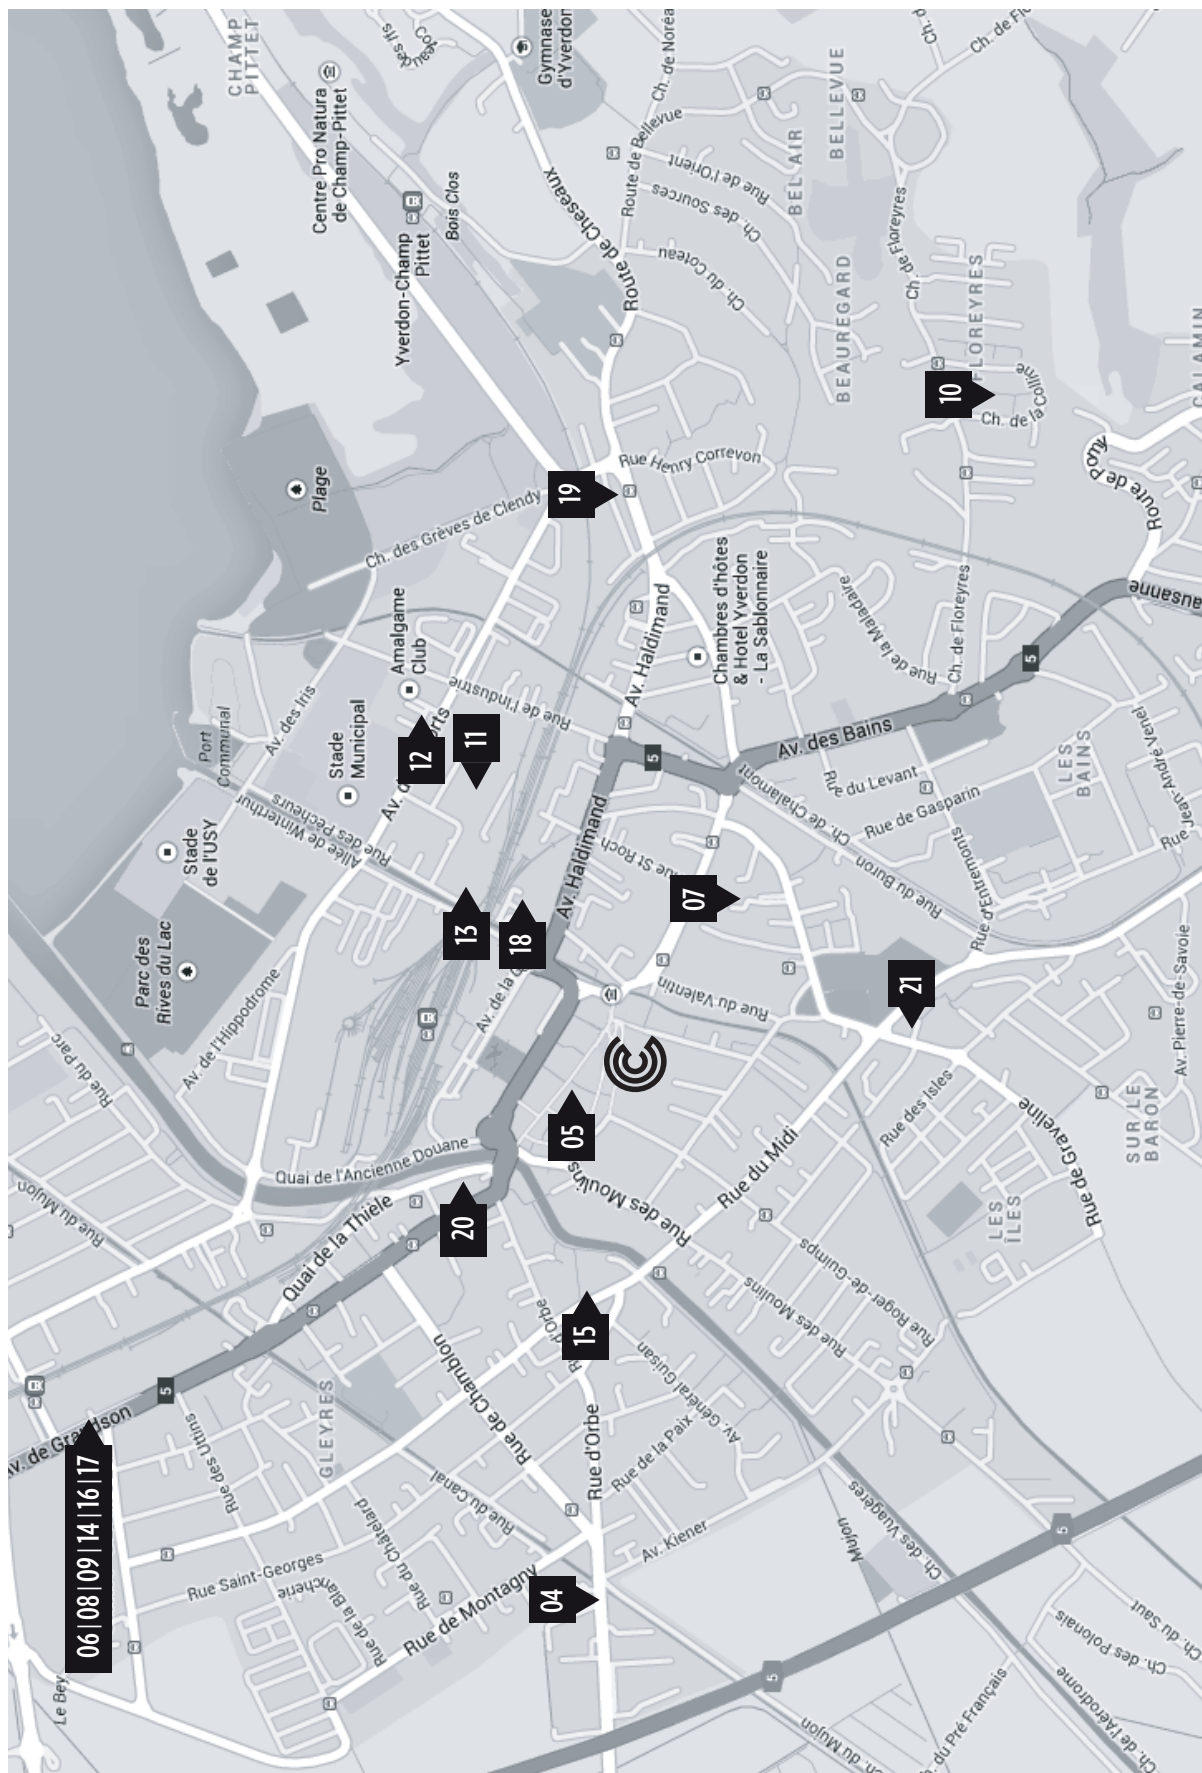 CHAMP
PITTET
Centre Pro Natura
de Champ-Pittet
Gymnase
d'Yverdon
Yverdon-Champ
Pittet
Bois Clos
Route de Cheseaux
Ch. de Noréa
Route de Bellevue
Rue de l'Orient
Ch. des Sources
Ch. du Coteau
Route de Cheseaux
BEL-AIR
BELLEVUE
BEAUREGARD
Ch. de Floreyres
FLOREYRES
10
Ch. de la Colline
CALAMIN
Route de Pomy
Plage
Ch. des Grèves de Clendy
19
Rue Henry Correvon
Chambres d'hôtes
& Hotel Yverdon
- La Sablonnaire
Av. Haldimand
Rue de la Maladaire
Ch. de Floreyres
ausanne
5
Amalgame
Club
Port
Communal
Av. des Iris
Stade
Municipal
12
11
Rue de l'Industrie
5
Av. des Bains
Rue du Levant
Rue de Gasparin
LES
BAINS
Rue Jean-André Venel
Ch. de Chalamont
Stade
de l'USY
Rue des Pêcheurs
Allée de Winterthur
Av. Haldimand
Rue St Roch
07
Rue du Buron
Rue d'Entremonts
Parc des
Rives du Lac
13
18
Rue du Valentin
21
Av. de l'Hippodrome
Rue du Parc
Av. Pierre-de-Savoie
SUR LE
BARON
Rue des Isles
Rue de Graveline
LES
ÎLES
05
Quai de l'Ancienne Douane
Rue du Midi
Rue des Moulins
20
Rue du Mujon
Quai de la Thièle
Rue Roger-de-Guimps
Rue des Moulins
15
Av. Général Guisan
Rue de la Paix
Rue d'Orbe
Rue de Chamblon
GLEYRES
5
Av. de Grandson
06|08|09|14|16|17
Rue des Uttins
Rue du Canal
Rue du Châtelard
Rue Saint-Georges
Rue de la Blancherie
Rue de Montagny
04
Av. Kiener
Mujon
Ch. des Vuagères
5
5
Le Bey
Ch. du Mujon
Ch. de l'Aérodrome
Ch. des Polonais
Ch. du Saut